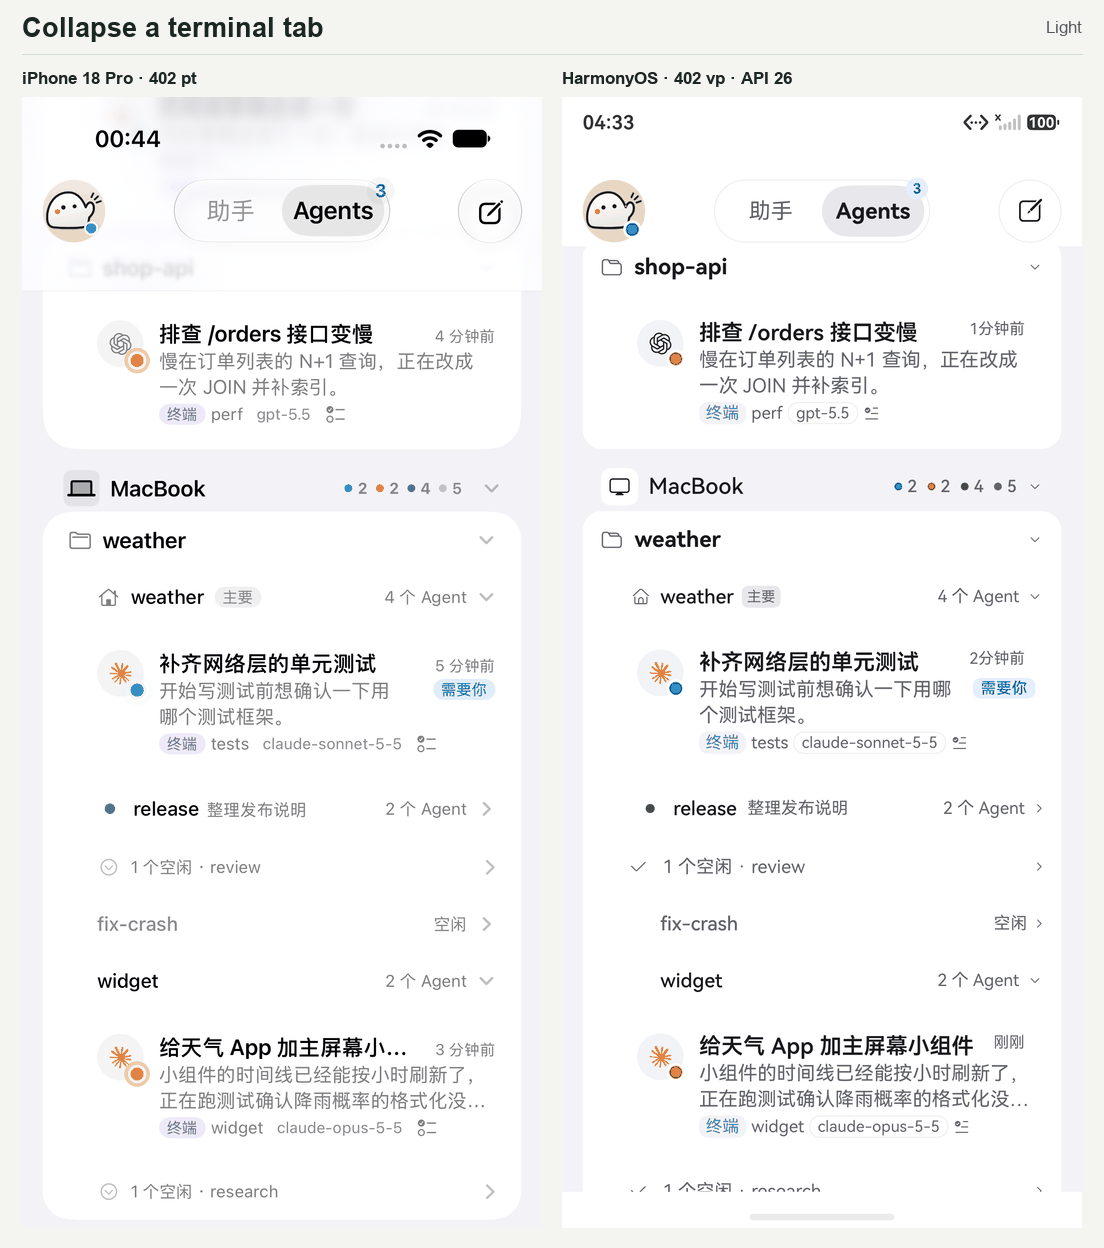 Collapse a terminal tab
Light
iPhone 18 Pro · 402 pt
00:44
助手
Agents
3
shop-api
排查 /orders 接口变慢
4 分钟前
慢在订单列表的 N+1 查询，正在改成
一次 JOIN 并补索引。
终端 perf gpt-5.5
MacBook
2 2 4 5
weather
weather 主要 4 个 Agent
补齐网络层的单元测试
5 分钟前
开始写测试前想确认一下用
哪个测试框架。
需要你
终端 tests claude-sonnet-5-5
release 整理发布说明 2 个 Agent
1 个空闲 · review
fix-crash 空闲
widget 2 个 Agent
给天气 App 加主屏幕小…
3 分钟前
小组件的时间线已经能按小时刷新了，
正在跑测试确认降雨概率的格式化没…
终端 widget claude-opus-5-5
1 个空闲 · research
HarmonyOS · 402 vp · API 26
04:33
100
助手
Agents
3
shop-api
排查 /orders 接口变慢
1分钟前
慢在订单列表的 N+1 查询，正在改成
一次 JOIN 并补索引。
终端 perf gpt-5.5
MacBook
2 2 4 5
weather
weather 主要 4 个 Agent
补齐网络层的单元测试
2分钟前
开始写测试前想确认一下用哪
个测试框架。
需要你
终端 tests claude-sonnet-5-5
release 整理发布说明 2 个 Agent
1 个空闲 · review
fix-crash 空闲
widget 2 个 Agent
给天气 App 加主屏幕小组件
刚刚
小组件的时间线已经能按小时刷新了，
正在跑测试确认降雨概率的格式化没…
终端 widget claude-opus-5-5
1 个空闲 · research